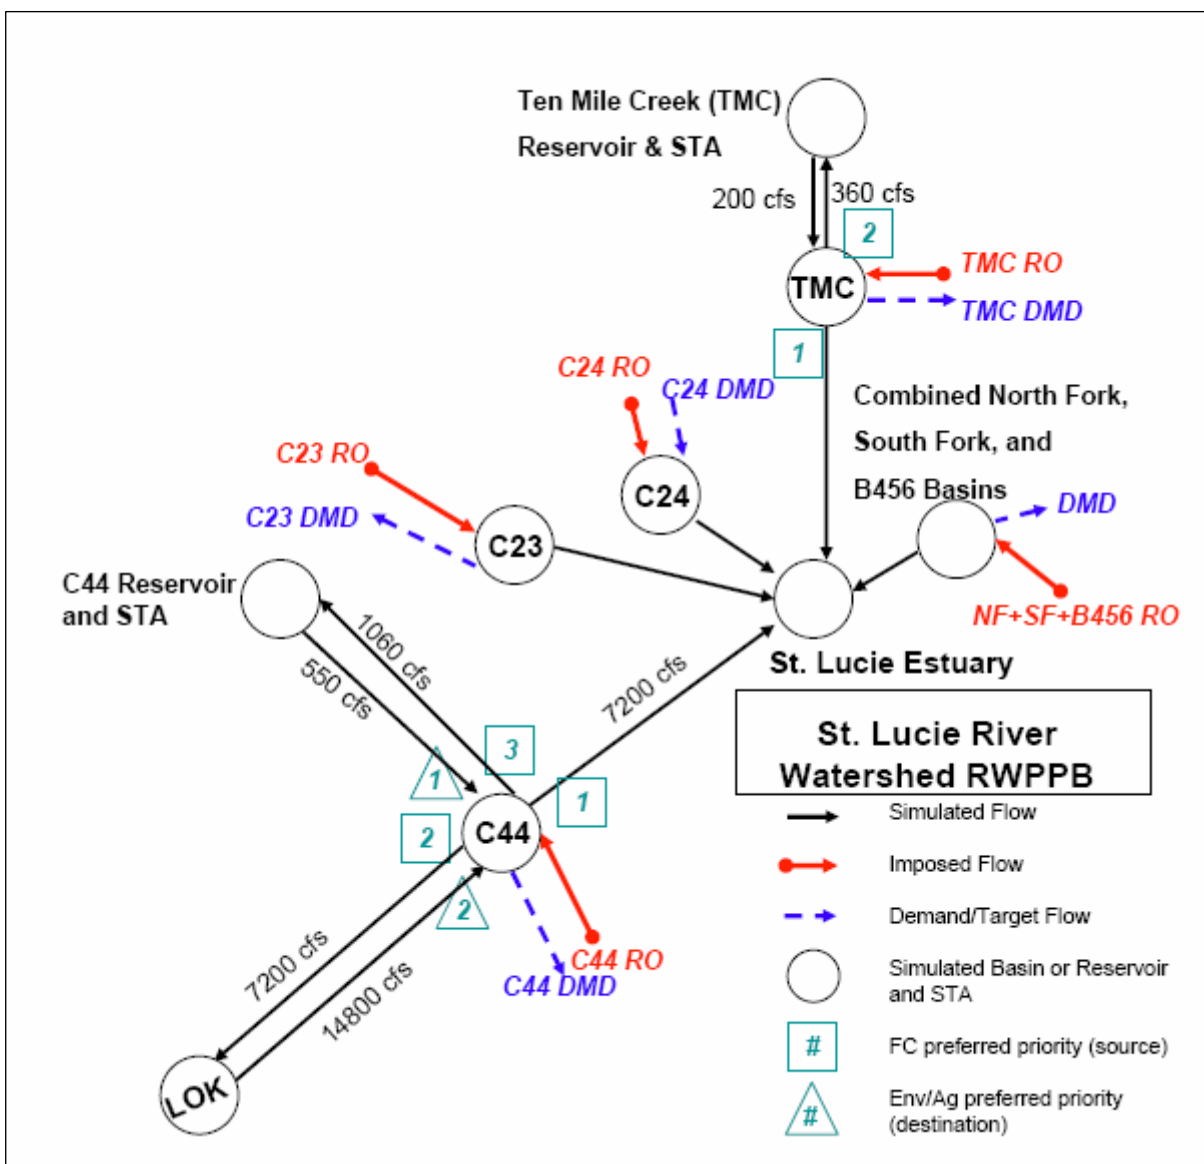 Ten Mile Creek (TMC)
Reservoir & STA
200 cfs
360 cfs
2
TMC RO
TMC
TMC DMD
1
C24 RO
C24 DMD
Combined North Fork,
South Fork, and
B456 Basins
C23 RO
C24
DMD
C23 DMD
C23
C44 Reservoir
and STA
NF+SF+B456 RO
1060 cfs
550 cfs
St. Lucie Estuary
7200 cfs
St. Lucie River
Watershed RWPPB
3
1
1
2
C44
2
Simulated Flow
Imposed Flow
Demand/Target Flow
C44 RO
C44 DMD
7200 cfs
14800 cfs
Simulated Basin or Reservoir
and STA
# FC preferred priority (source)
LOK
# Env/Ag preferred priority
(destination)